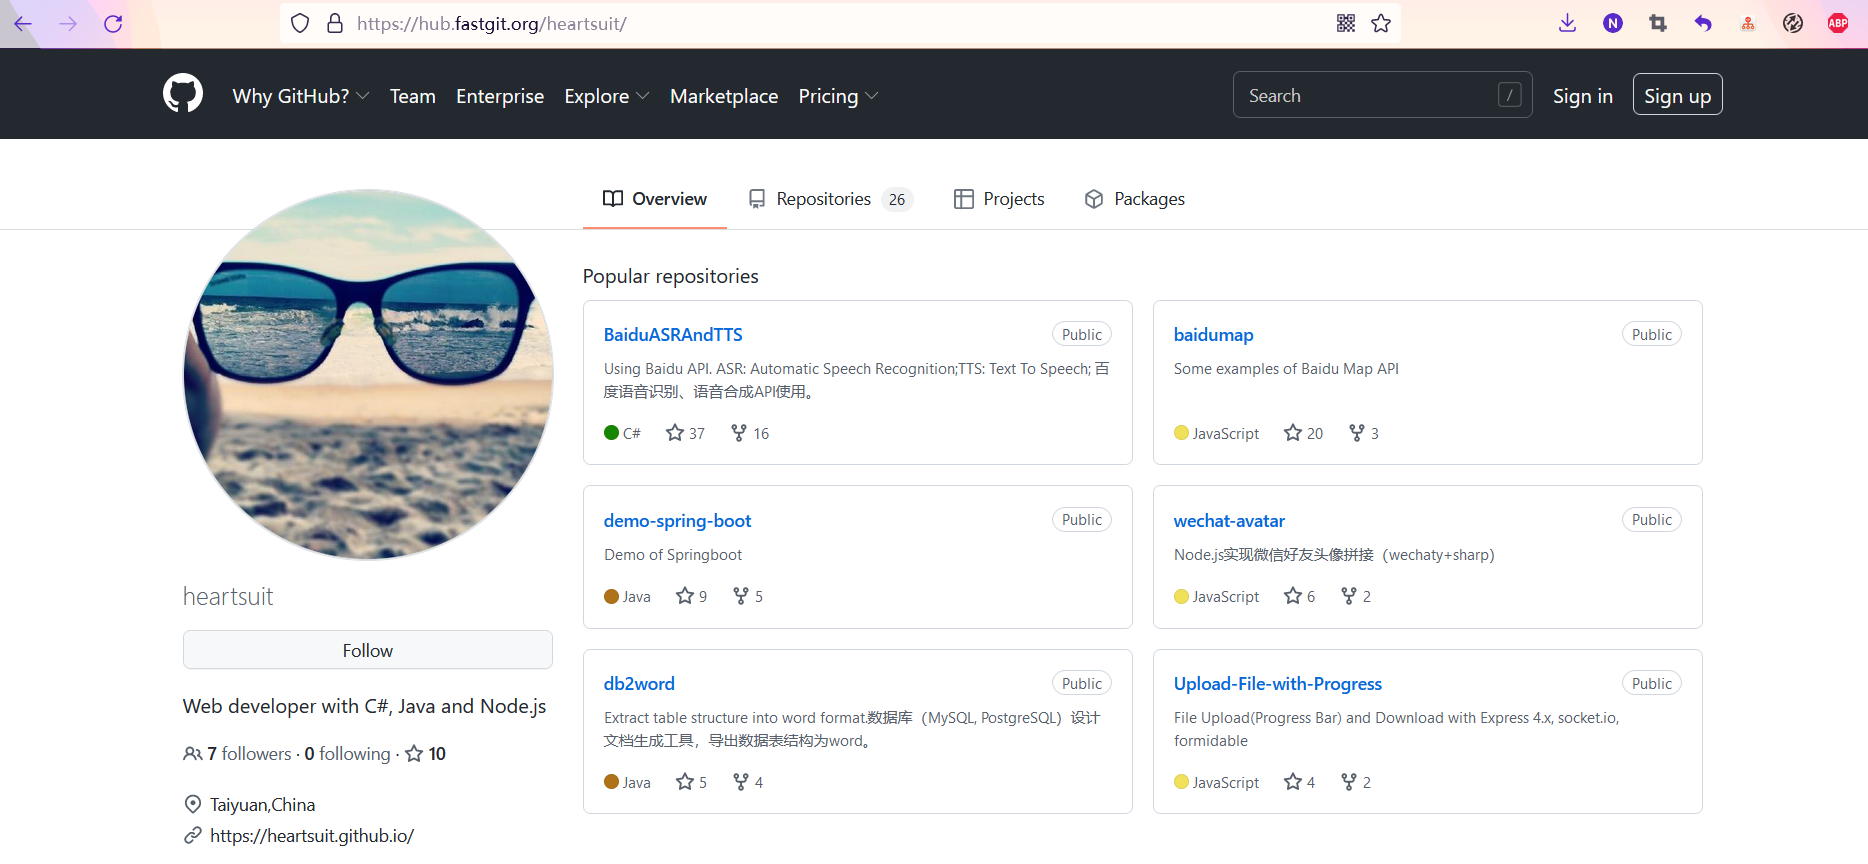 https://hub.fastgit.org/heartsuit/
N
ABP
Why GitHub? Team Enterprise Explore Marketplace Pricing
Search /
Sign in Sign up
Overview Repositories 26 Projects Packages
heartsuit
Follow
Web developer with C#, Java and Node.js
7 followers · 0 following · 10
Taiyuan,China
https://heartsuit.github.io/
Popular repositories
BaiduASRAndTTS Public
Using Baidu API. ASR: Automatic Speech Recognition;TTS: Text To Speech; 百
度语音识别、语音合成API使用。
C# 37 16
baidumap Public
Some examples of Baidu Map API
JavaScript 20 3
demo-spring-boot Public
Demo of Springboot
Java 9 5
wechat-avatar Public
Node.js实现微信好友头像拼接（wechaty+sharp）
JavaScript 6 2
db2word Public
Extract table structure into word format.数据库（MySQL, PostgreSQL）设计
文档生成工具，导出数据表结构为word。
Java 5 4
Upload-File-with-Progress Public
File Upload(Progress Bar) and Download with Express 4.x, socket.io,
formidable
JavaScript 4 2